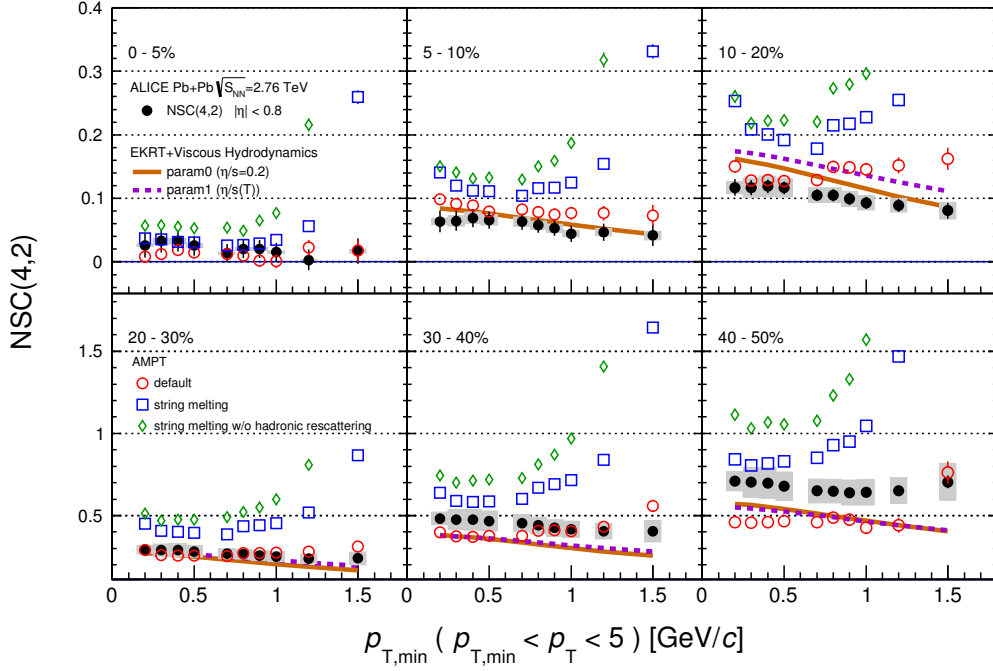 NSC(4,2)
0.4
0.3
0.2
0.1
0
0 - 5%
ALICE Pb+Pb √S_NN=2.76 TeV
NSC(4,2) |η| < 0.8
EKRT+Viscous Hydrodynamics
param0 (η/s=0.2)
param1 (η/s(T))
5 - 10%
10 - 20%
1.5
1
0.5
20 - 30%
AMPT
default
string melting
string melting w/o hadronic rescattering
30 - 40%
40 - 50%
0 0.5 1 1.5 0 0.5 1 1.5 0 0.5 1 1.5
p_T,min ( p_T,min < p_T < 5 ) [GeV/c]